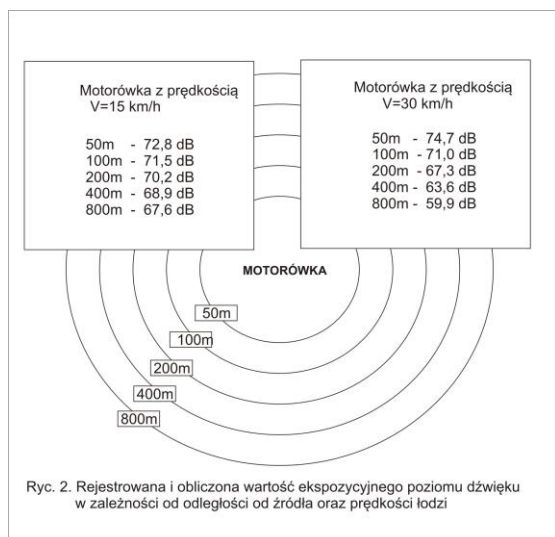 Motorówka z prędkością
V=15 km/h
50m - 72,8 dB
100m - 71,5 dB
200m - 70,2 dB
400m - 68,9 dB
800m - 67,6 dB
Motorówka z prędkością
V=30 km/h
50m - 74,7 dB
100m - 71,0 dB
200m - 67,3 dB
400m - 63,6 dB
800m - 59,9 dB
MOTORÓWKA
50m
100m
200m
400m
800m
Ryc. 2. Rejestrowana i obliczona wartość ekspozycyjnego poziomu dźwięku
w zależności od odległości od źródła oraz prędkości łodzi